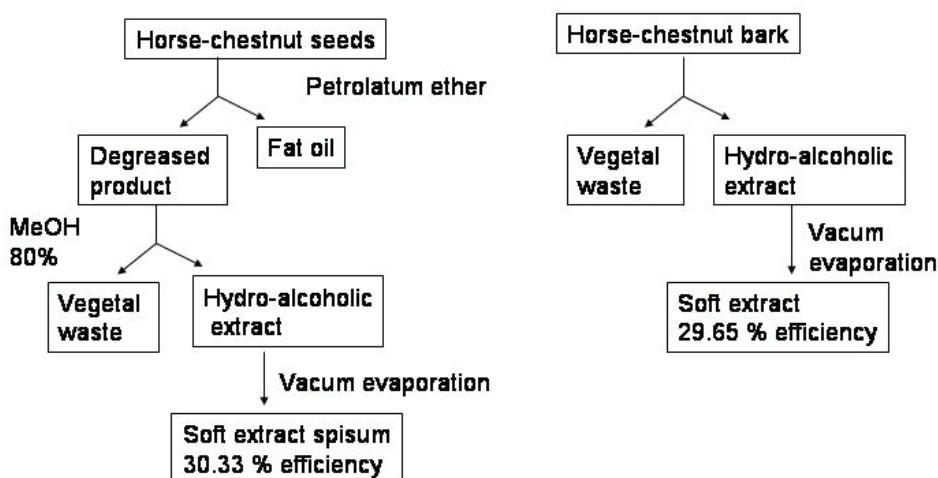 Horse-chestnut seeds
Petrolatum ether
Degreased
product
Fat oil
MeOH
80%
Vegetal
waste
Hydro-alcoholic
extract
Vacum evaporation
Soft extract spisum
30.33 % efficiency
Horse-chestnut bark
Vegetal
waste
Hydro-alcoholic
extract
Vacum
evaporation
Soft extract
29.65 % efficiency